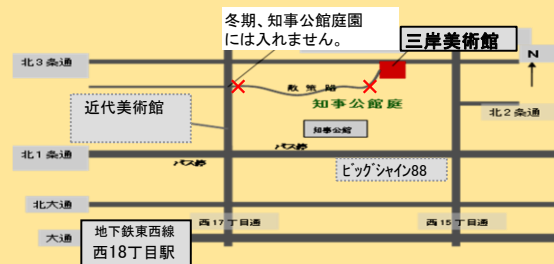 冬期、知事公館庭園
には入れません。
三岸美術館
N
北3条通
散策路
知事公館庭
近代美術館
北2条通
知事公館
北1条通
バス停
バス停
ビッグシャイン88
北大通
西17丁目通
西15丁目通
大通
地下鉄東西線
西18丁目駅